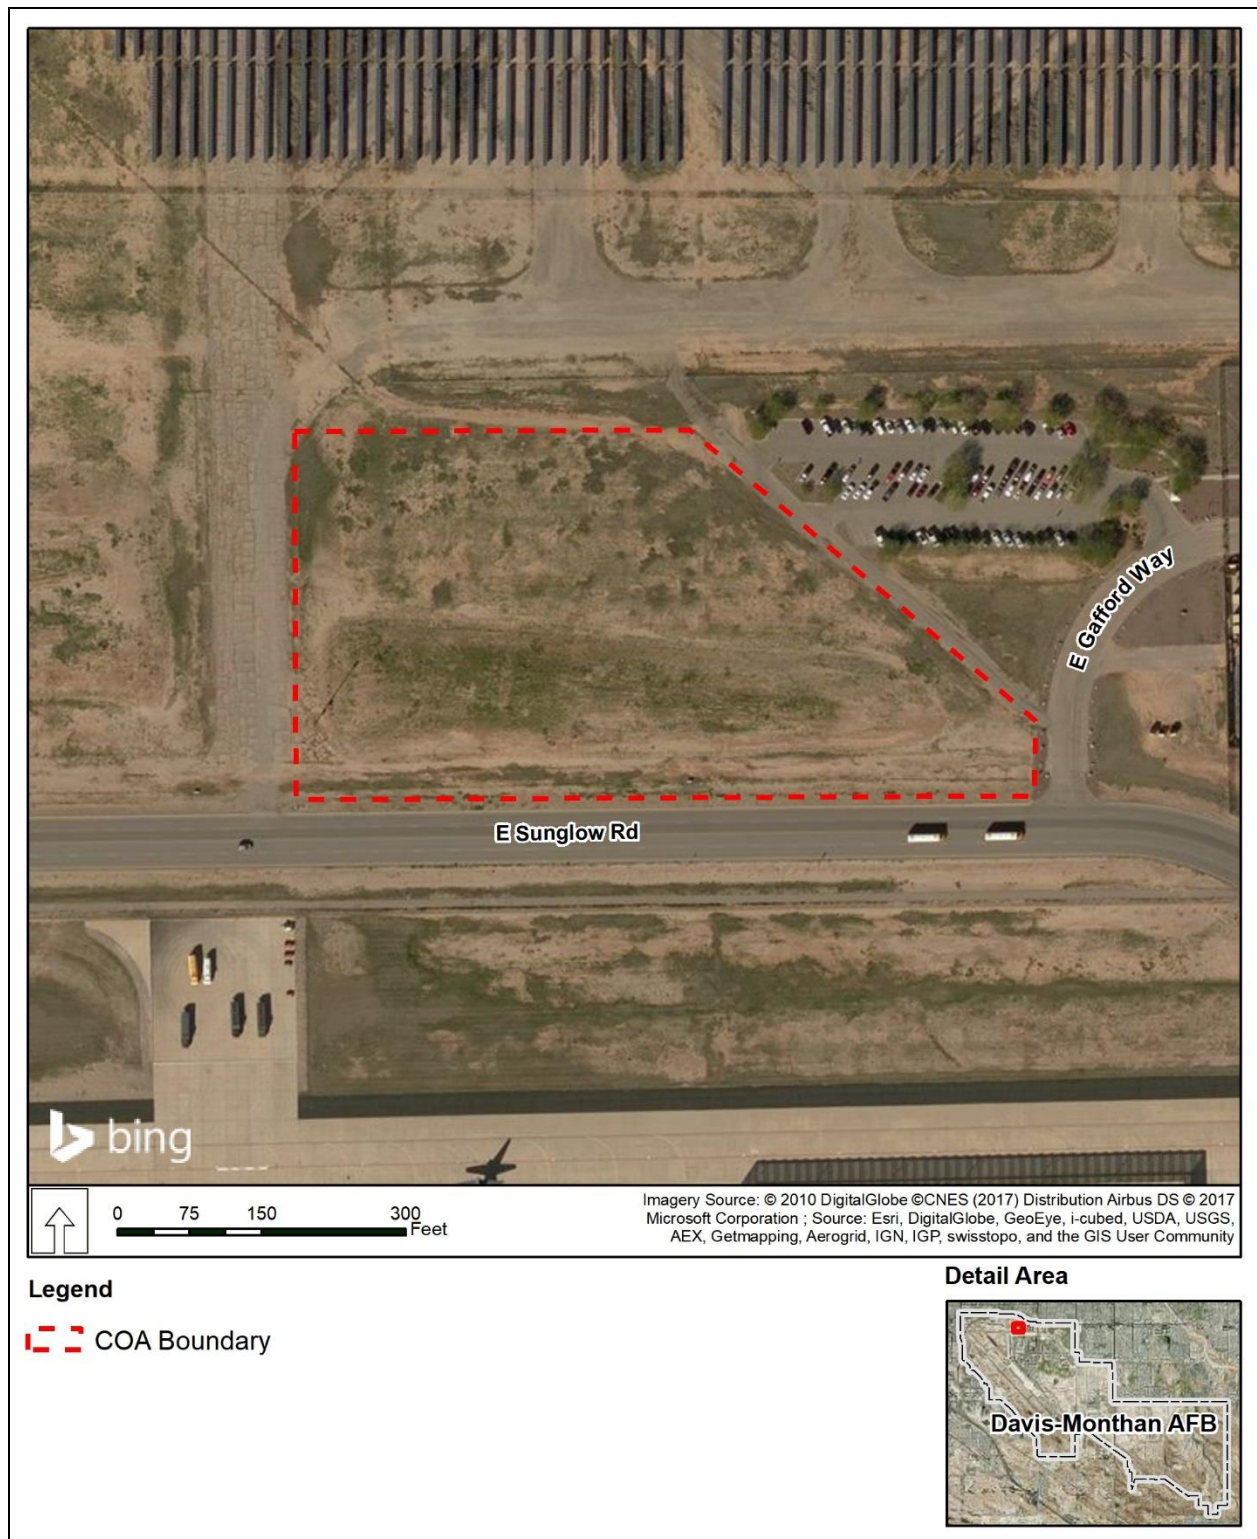 E Gafford Way
E Sunglow Rd
bing
0 75 150 300
Feet
Imagery Source: © 2010 DigitalGlobe ©CNES (2017) Distribution Airbus DS © 2017
Microsoft Corporation ; Source: Esri, DigitalGlobe, GeoEye, i-cubed, USDA, USGS,
AEX, Getmapping, Aerogrid, IGN, IGP, swisstopo, and the GIS User Community
Legend
COA Boundary
Detail Area
Davis-Monthan AFB